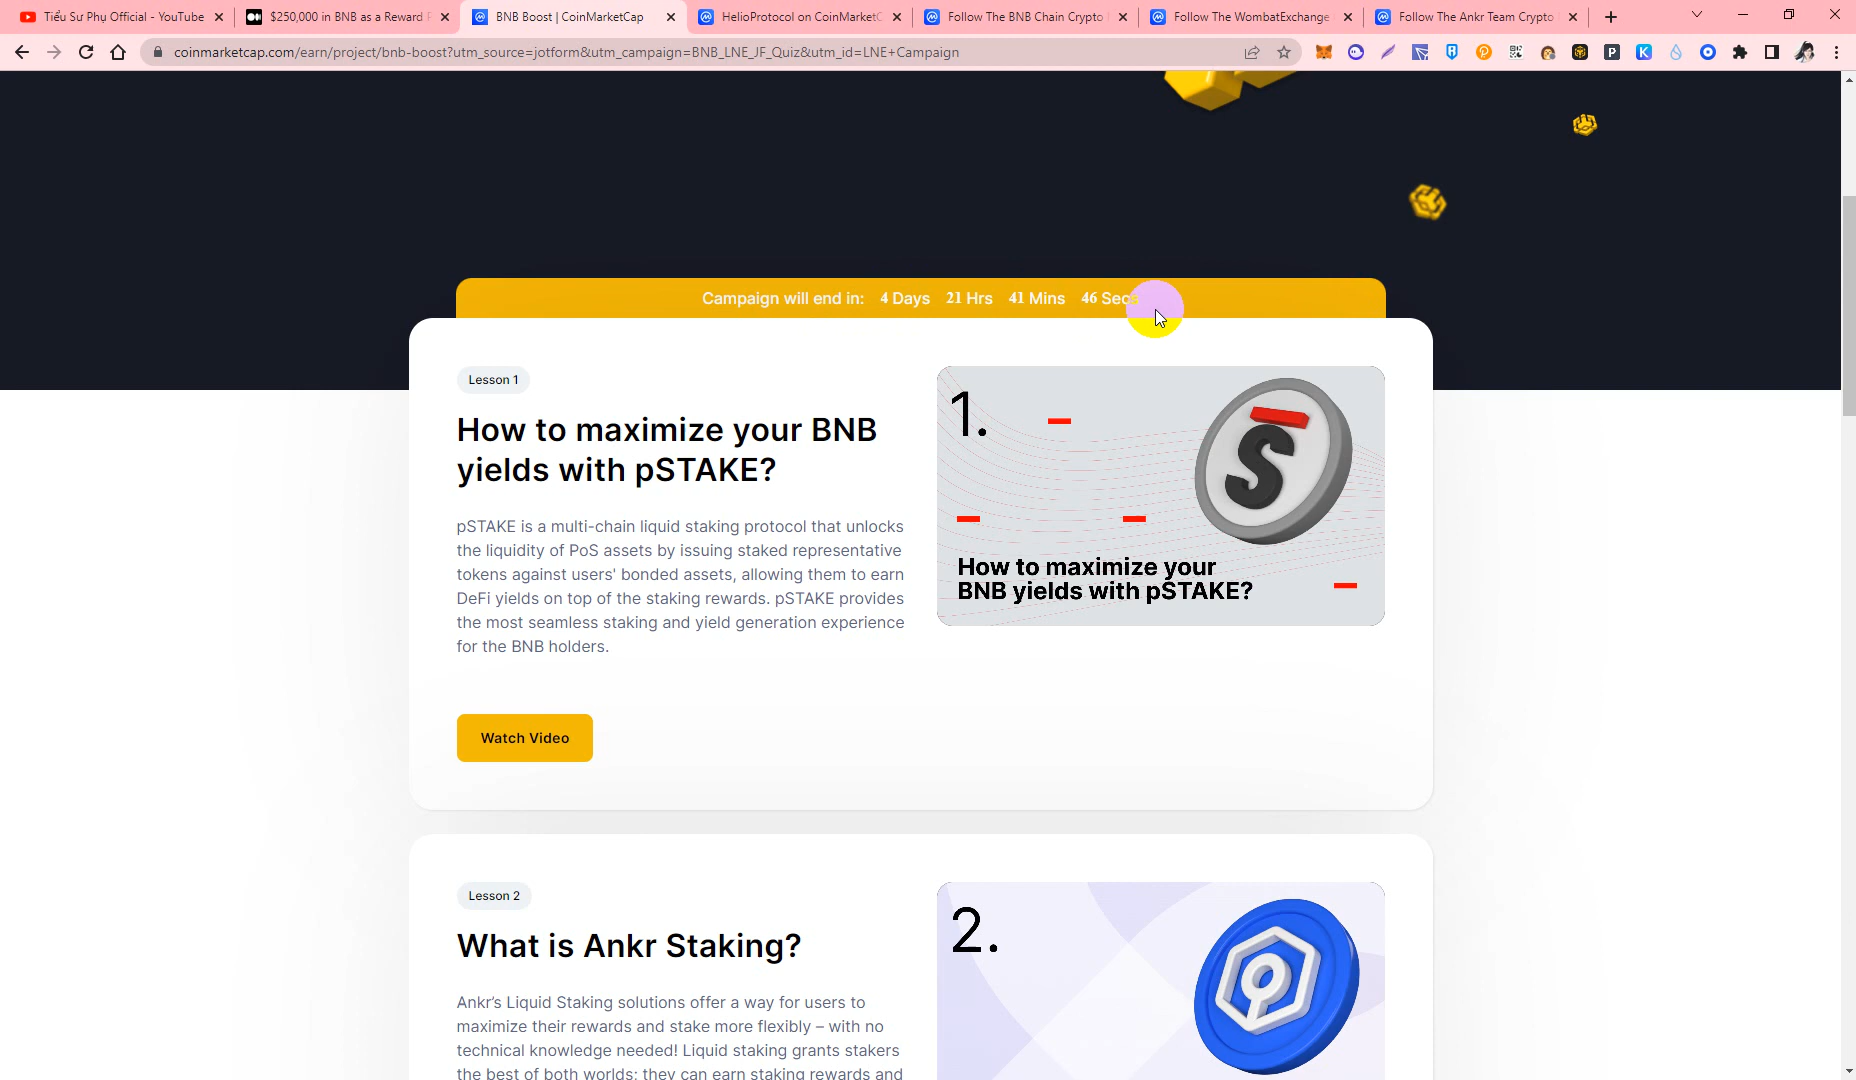 Tiểu Sư Phụ Official - YouTube
$250,000 in BNB as a Reward F
BNB Boost | CoinMarketCap
HelioProtocol on CoinMarketC
Follow The BNB Chain Crypto
Follow The WombatExchange
Follow The Ankr Team Crypto
coinmarketcap.com/earn/project/bnb-boost?utm_source=jotform&utm_campaign=BNB_LNE_JF_Quiz&utm_id=LNE+Campaign
Campaign will end in: 4 Days 21 Hrs 41 Mins 46 Secs
Lesson 1
How to maximize your BNB
yields with pSTAKE?
pSTAKE is a multi-chain liquid staking protocol that unlocks
the liquidity of PoS assets by issuing staked representative
tokens against users' bonded assets, allowing them to earn
DeFi yields on top of the staking rewards. pSTAKE provides
the most seamless staking and yield generation experience
for the BNB holders.
Watch Video
1.
How to maximize your
BNB yields with pSTAKE?
Lesson 2
What is Ankr Staking?
Ankr’s Liquid Staking solutions offer a way for users to
maximize their rewards and stake more flexibly – with no
technical knowledge needed! Liquid staking grants stakers
the best of both worlds: they can earn staking rewards and
2.